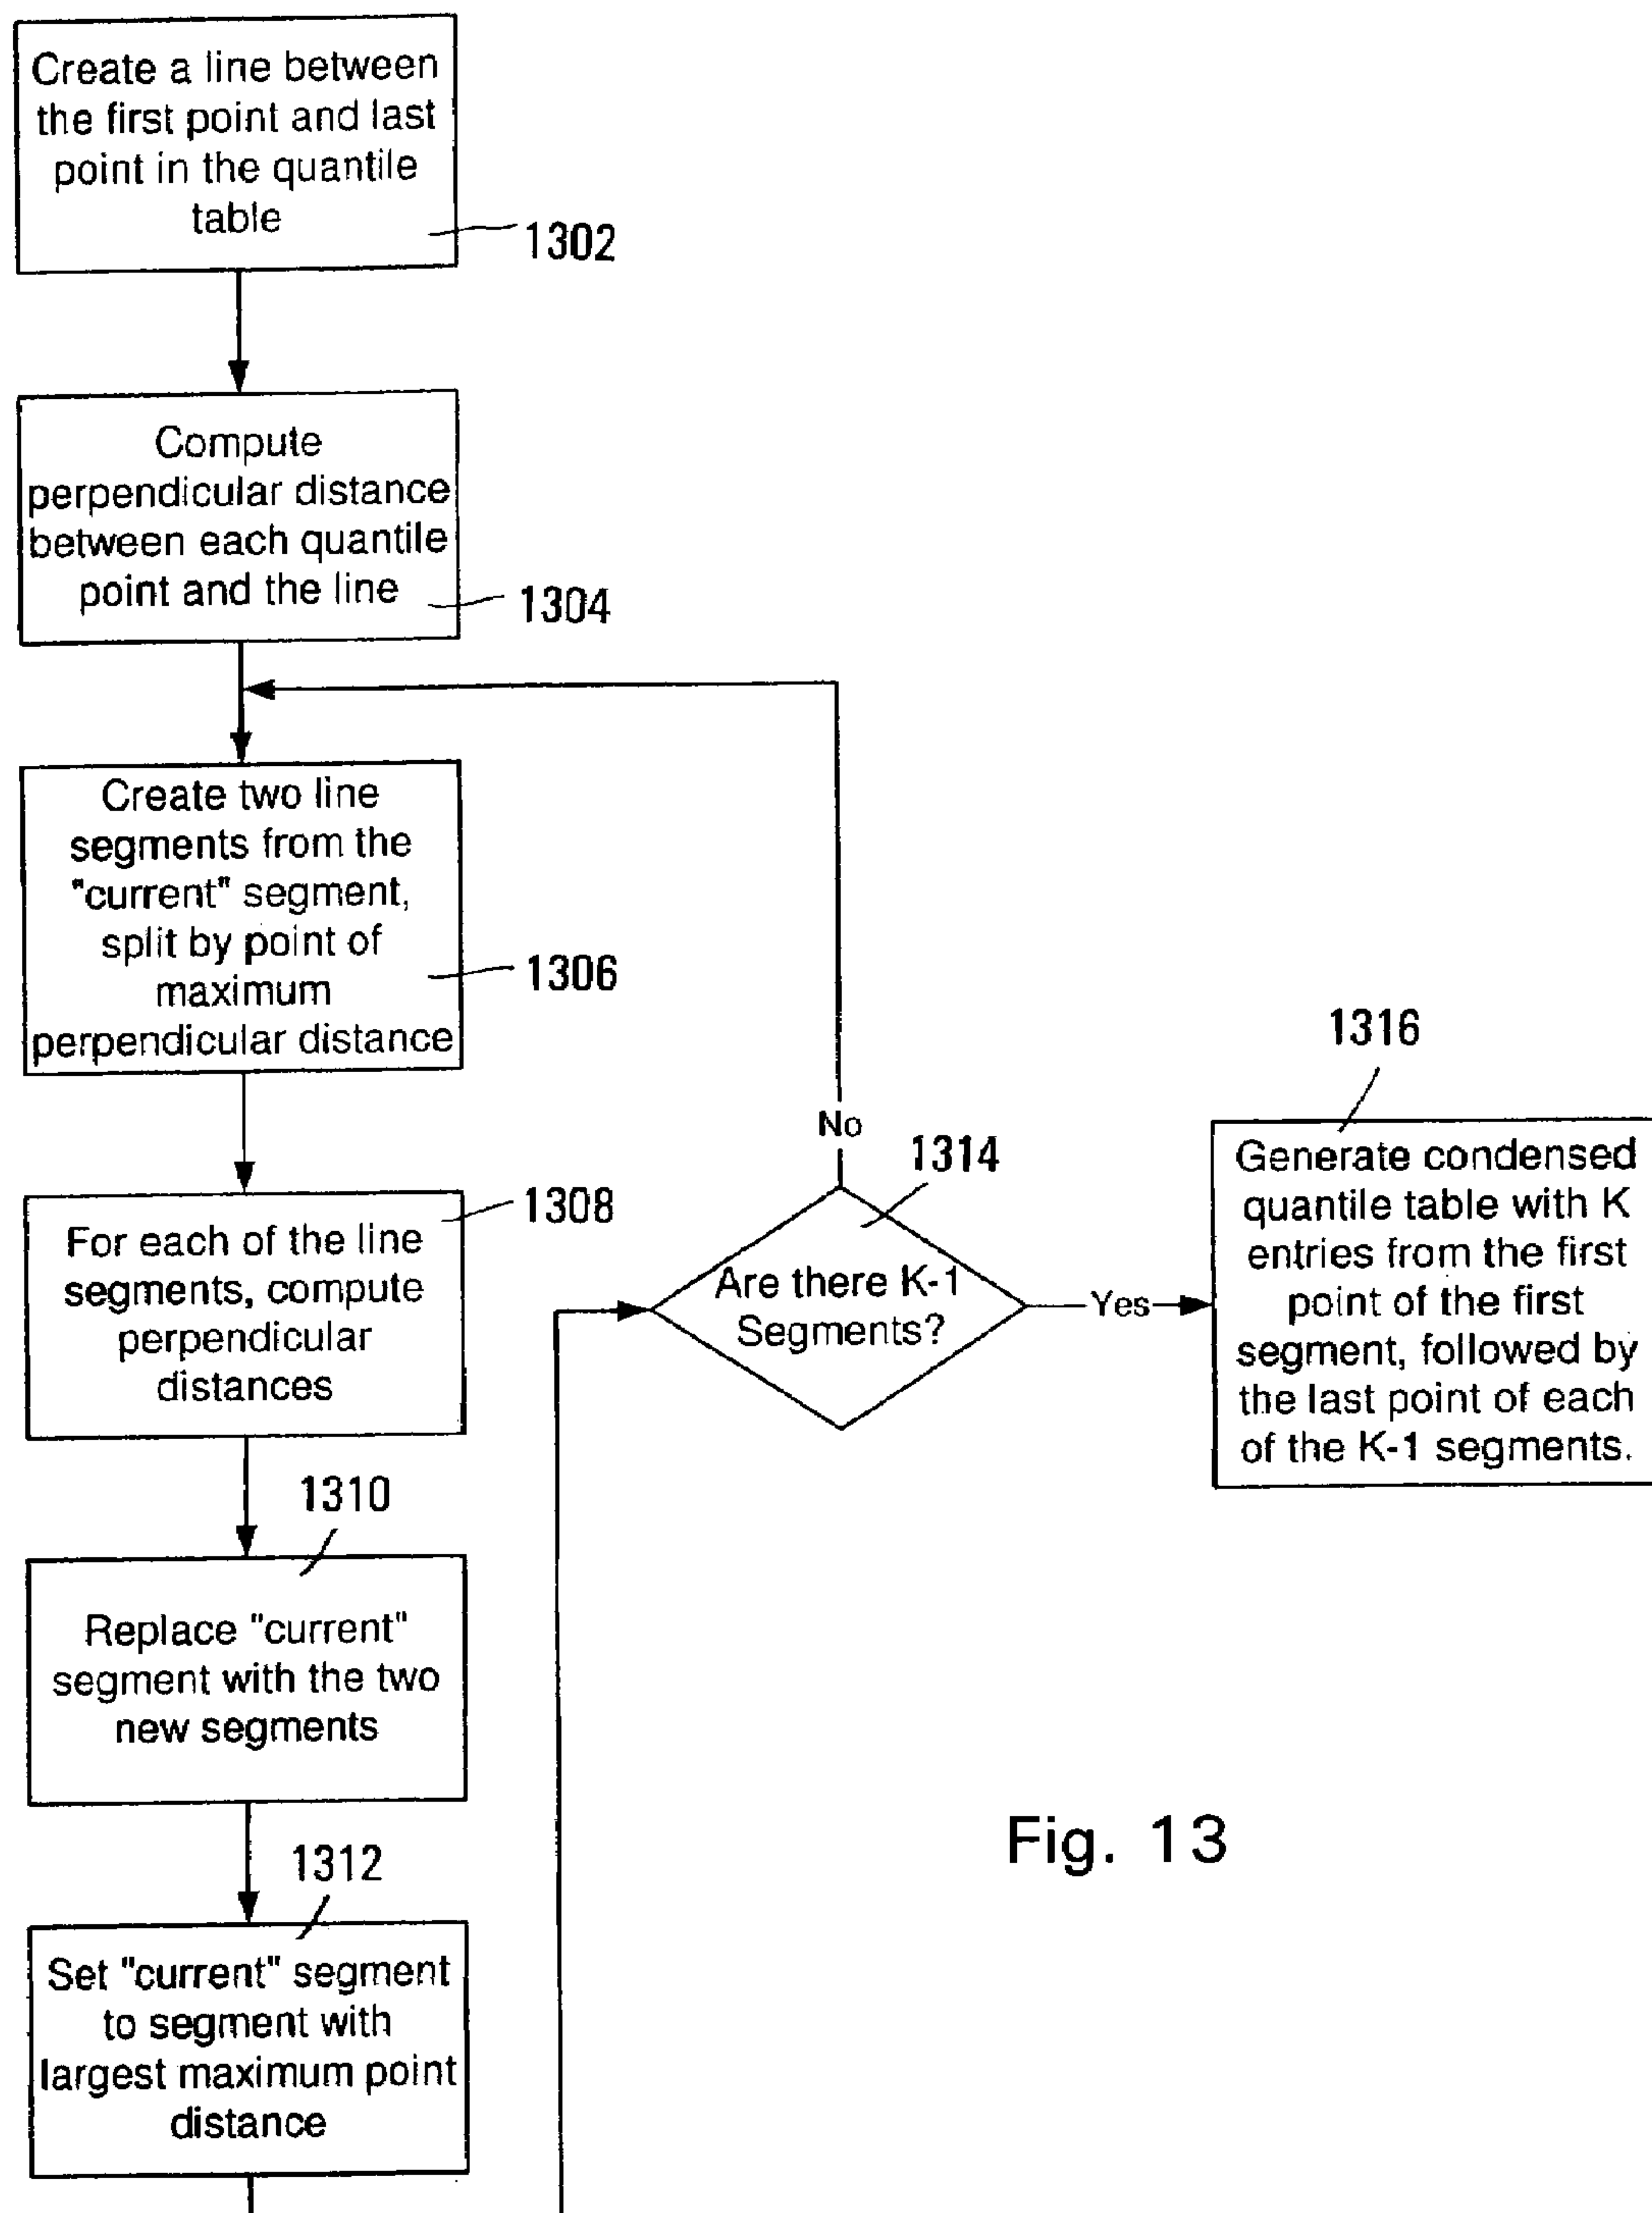 Create a line between
the first point and last
point in the quantile
table
1302
Compute
perpendicular distance
between each quantile
point and the line
1304
Create two line
segments from the
"current" segment,
split by point of
maximum
perpendicular distance
1306
For each of the line
segments, compute
perpendicular
distances
1308
1310
Replace "current"
segment with the two
new segments
1312
Set "current" segment
to segment with
largest maximum point
distance
No
1314
Are there K-1
Segments?
Yes
1316
Generate condensed
quantile table with K
entries from the first
point of the first
segment, followed by
the last point of each
of the K-1 segments.
Fig. 13